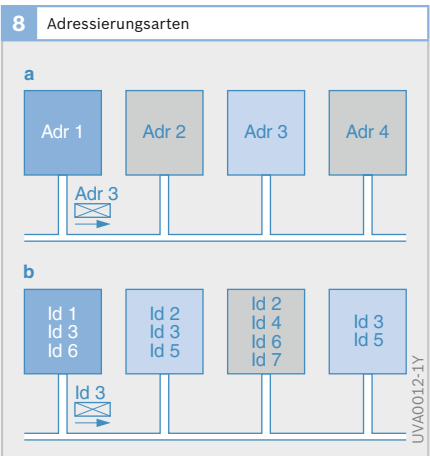 8 Adressierungsarten
a
Adr 1 Adr 2 Adr 3 Adr 4
Adr 3
b
Id 1
Id 3
Id 6
Id 2
Id 3
Id 5
Id 2
Id 4
Id 6
Id 7
Id 3
Id 5
Id 3
UVA0012-1Y